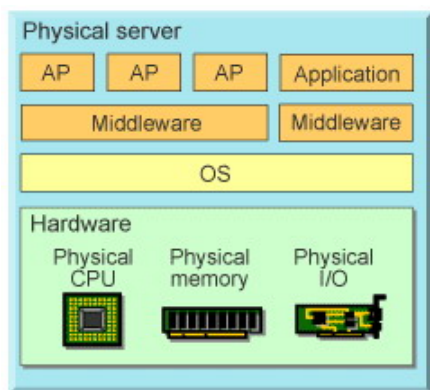 Physical server
AP AP AP Application
Middleware Middleware
OS
Hardware
Physical CPU
Physical memory
Physical I/O